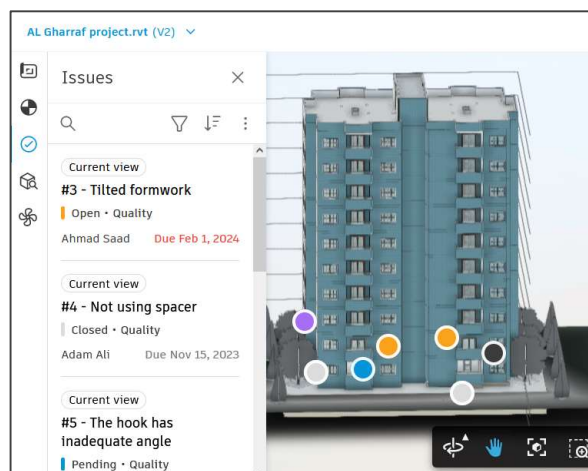 AL Gharraf project.rvt (V2)
Issues
Current view
#3 - Tilted formwork
Open • Quality
Ahmad Saad Due Feb 1, 2024
Current view
#4 - Not using spacer
Closed • Quality
Adam Ali Due Nov 15, 2023
Current view
#5 - The hook has
inadequate angle
Pending • Quality